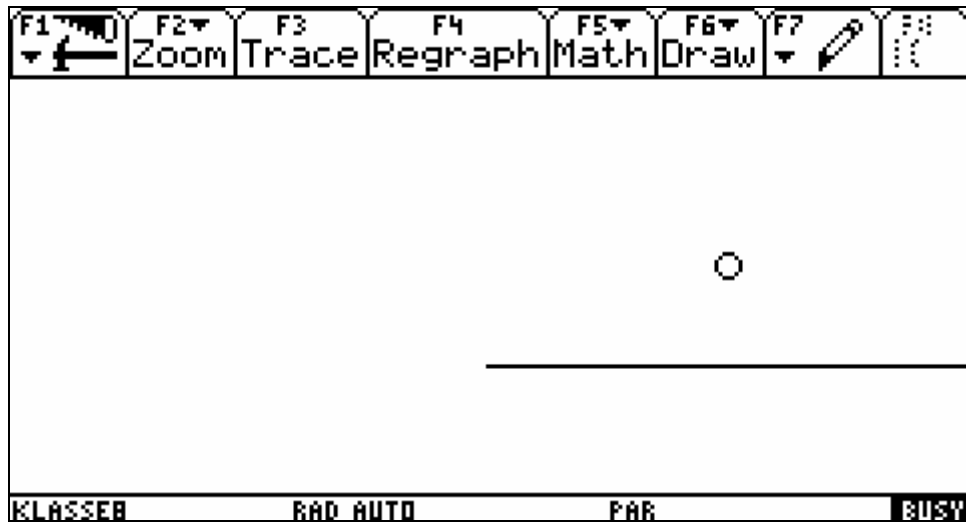 F1 F2 F3 F4 F5 F6 F7
Zoom Trace Regraph Math Draw
KLASSE8 RAD AUTO PAR BUSY